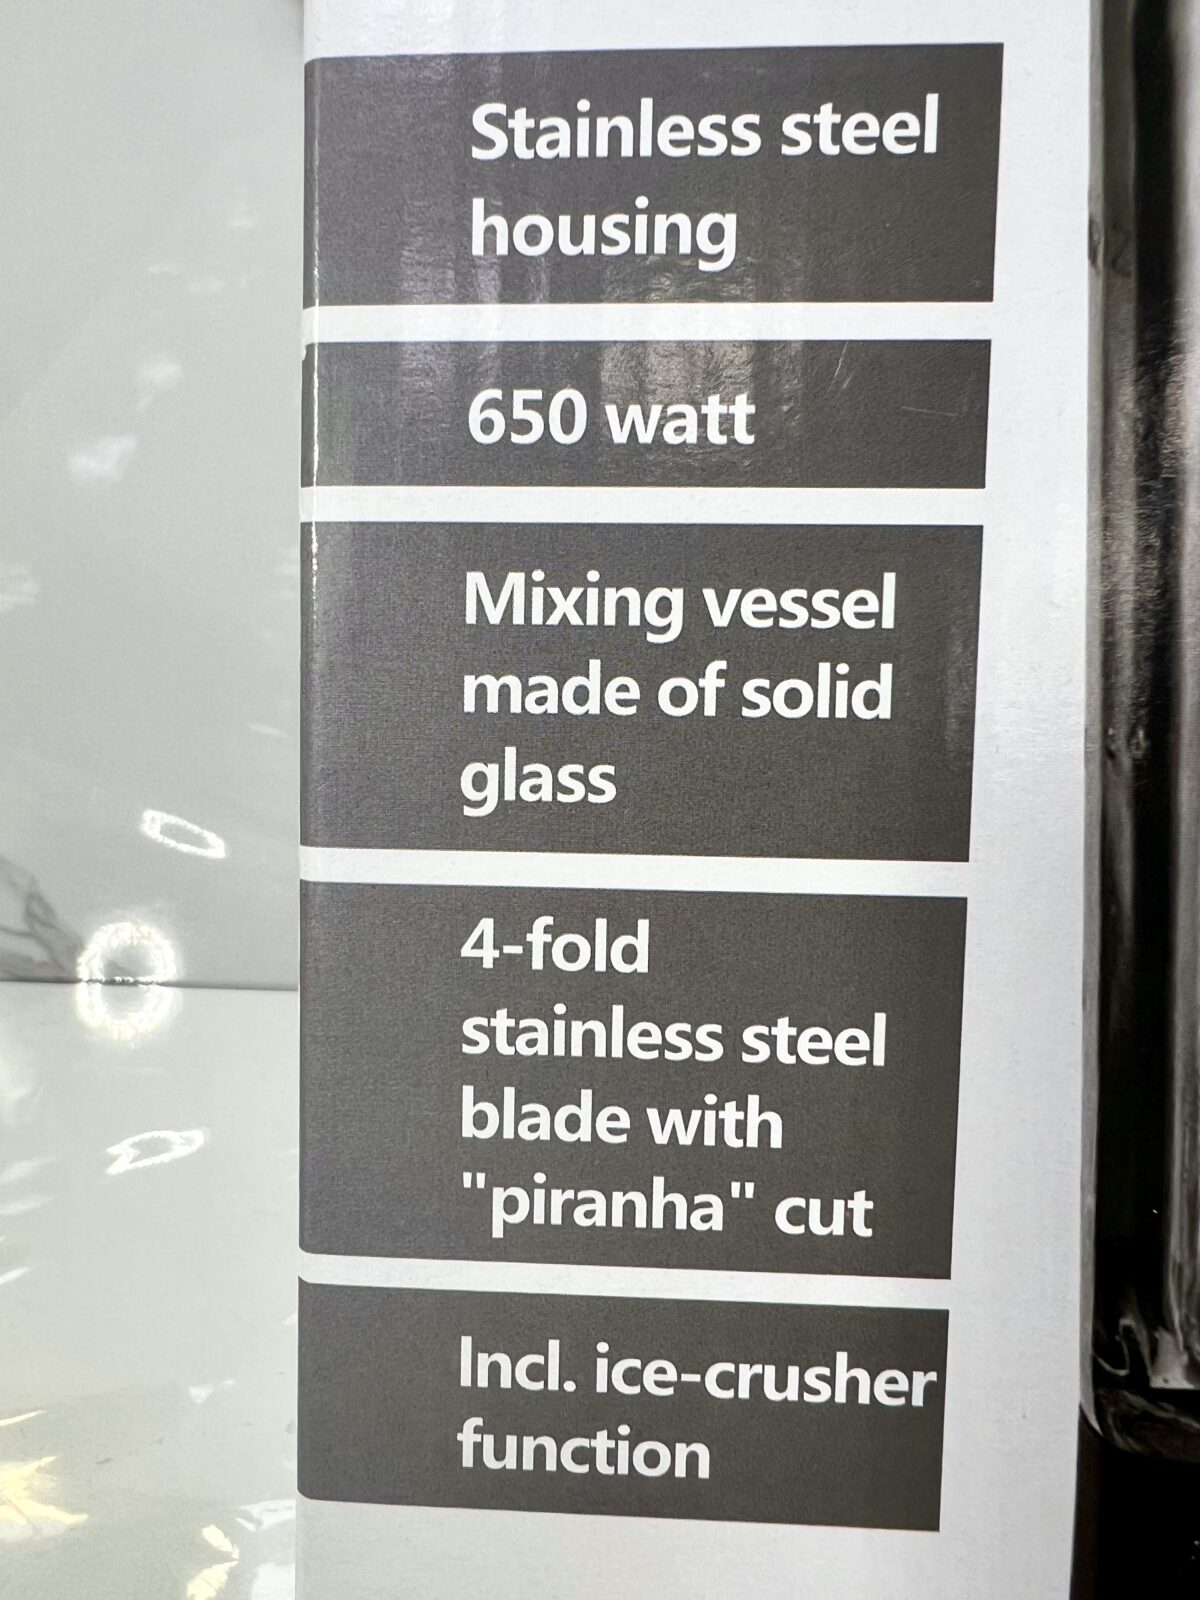 Stainless steel
housing
650 watt
Mixing vessel
made of solid
glass
4-fold
stainless steel
blade with
"piranha" cut
Incl. ice-crusher
function